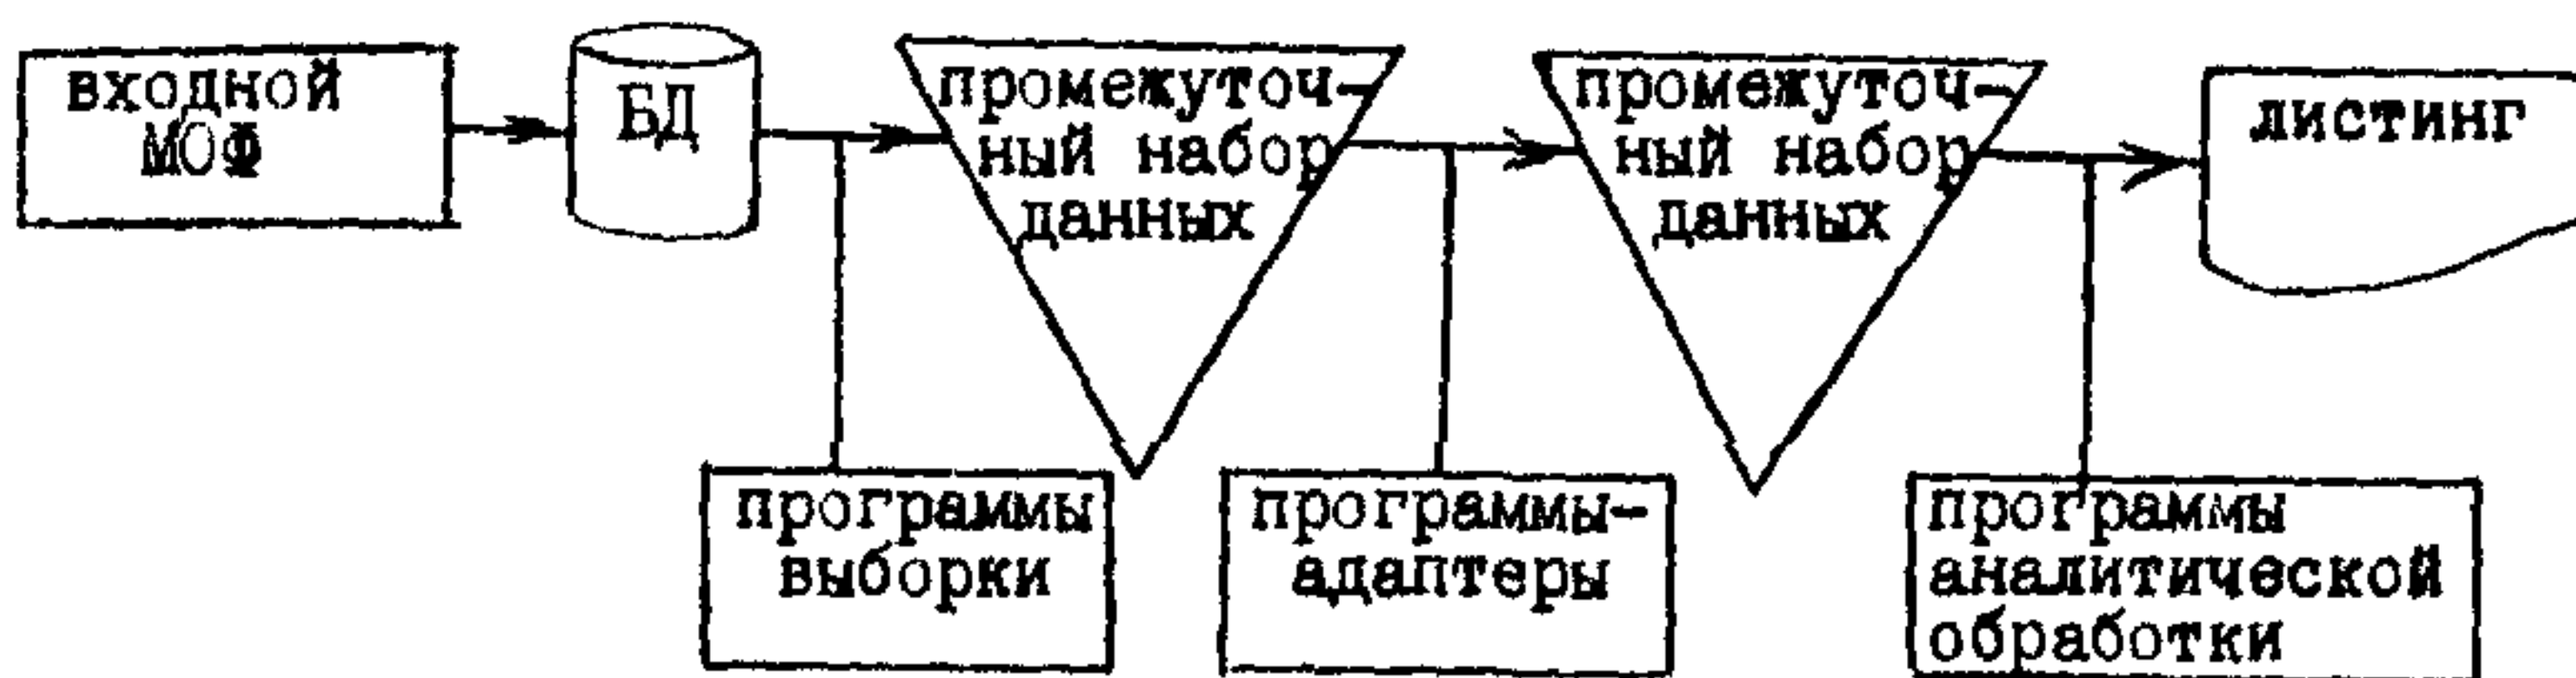 входной
МОФ
БД
промежуточ-
ный набор
данных
промежуточ-
ный набор
данных
листинг
программы
выборки
программы-
адаптеры
программы
аналитической
обработки